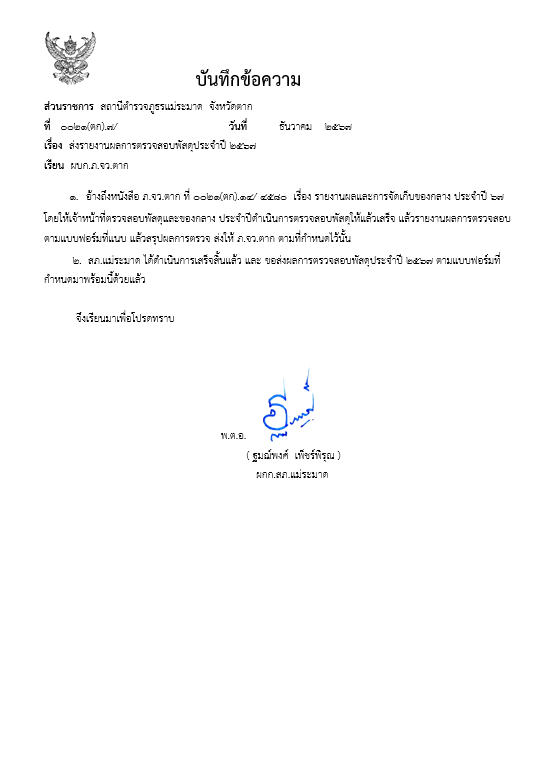 บันทึกข้อความ
ส่วนราชการ สถานีตำรวจภูธรแม่ระมาด จังหวัดตาก
ที่ ๐๐๒๑(ตก).๗/ วันที่ ธันวาคม ๒๕๖๗
เรื่อง ส่งรายงานผลการตรวจสอบพัสดุประจำปี ๒๕๖๗
เรียน ผบก.ภ.จว.ตาก
๑. อ้างถึงหนังสือ ภ.จว.ตาก ที่ ๐๐๒๑(ตก).๑๔/ ๔๕๘๐ เรื่อง รายงานผลและการจัดเก็บของกลาง ประจำปี ๖๗
โดยให้เจ้าหน้าที่ตรวจสอบพัสดุและของกลาง ประจำปีดำเนินการตรวจสอบพัสดุให้แล้วเสร็จ แล้วรายงานผลการตรวจสอบ
ตามแบบฟอร์มที่แนบ แล้วสรุปผลการตรวจ ส่งให้ ภ.จว.ตาก ตามที่กำหนดไว้นั้น
๒. สภ.แม่ระมาด ได้ดำเนินการเสร็จสิ้นแล้ว และ ขอส่งผลการตรวจสอบพัสดุประจำปี ๒๕๖๗ ตามแบบฟอร์มที่
กำหนดมาพร้อมนี้ด้วยแล้ว
จึงเรียนมาเพื่อโปรดทราบ
พ.ต.อ.
( ฐมณ์พงศ์ เพ็ชร์พิรุณ )
ผกก.สภ.แม่ระมาด